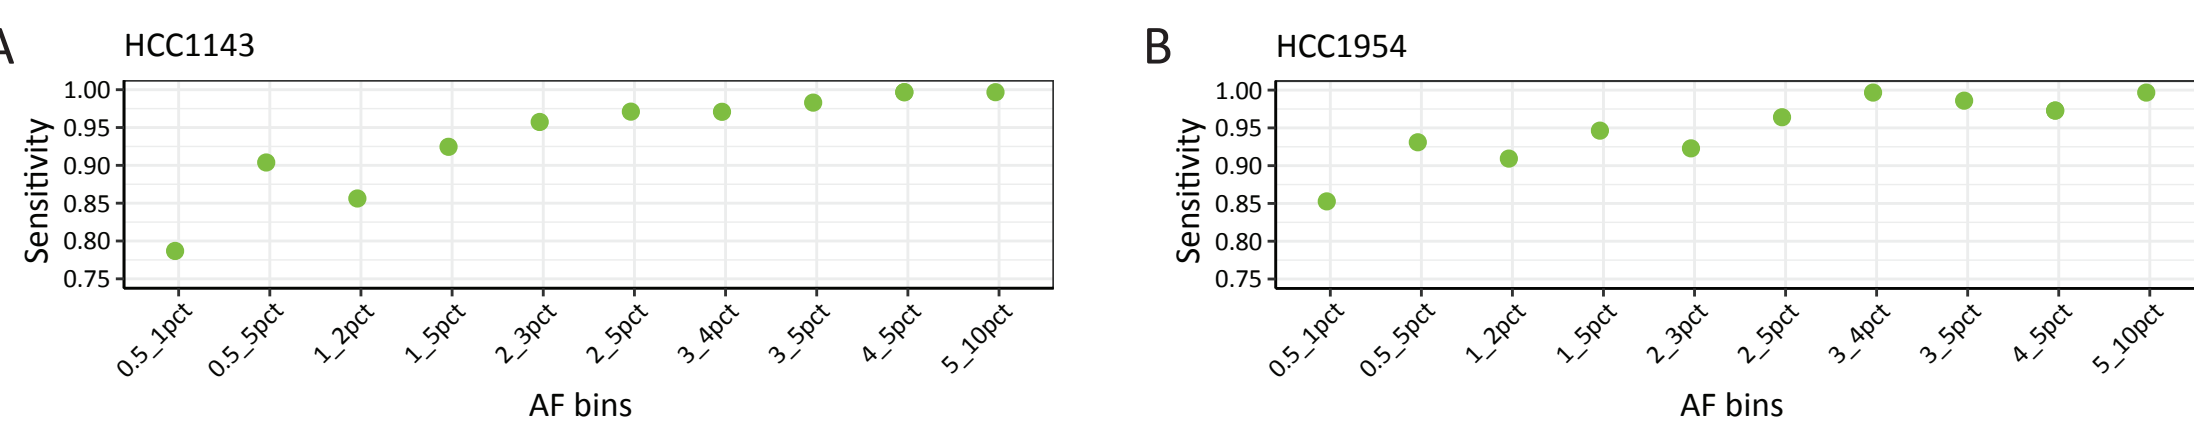 A
HCC1143
Sensitivity
1.00
0.95
0.90
0.85
0.80
0.75
0.5_1pct
0.5_5pct
1_2pct
1_5pct
2_3pct
2_5pct
3_4pct
3_5pct
4_5pct
5_10pct
AF bins
B
HCC1954
Sensitivity
1.00
0.95
0.90
0.85
0.80
0.75
0.5_1pct
0.5_5pct
1_2pct
1_5pct
2_3pct
2_5pct
3_4pct
3_5pct
4_5pct
5_10pct
AF bins